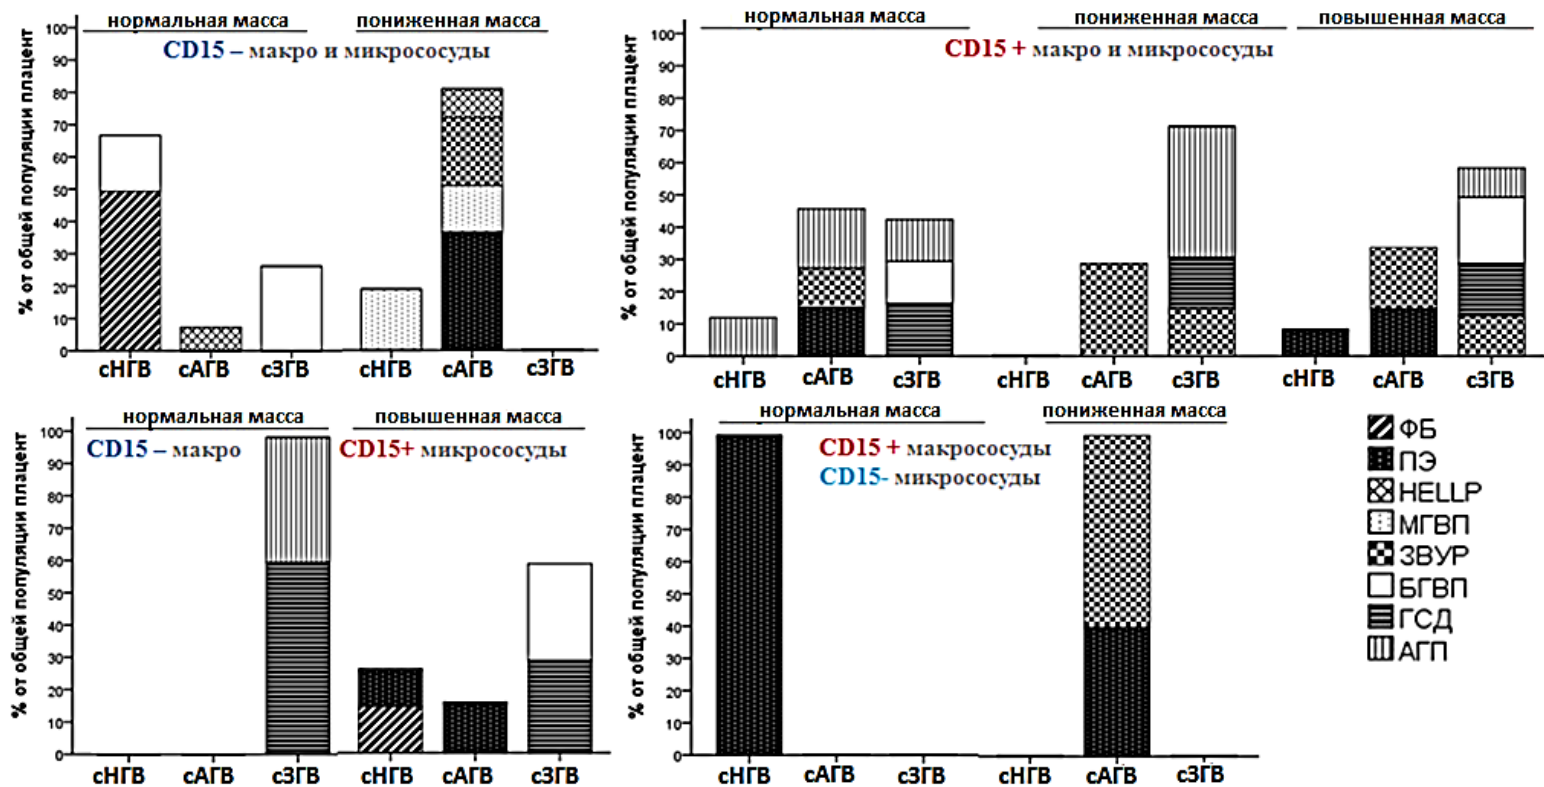 нормальная масса пониженная масса
CD15 – макро и микрососуды
% от общей популяции плацент
100
90
80
70
60
50
40
30
20
10
0
сНГВ сАГВ сЗГВ сНГВ сАГВ сЗГВ
нормальная масса пониженная масса повышенная масса
CD15 + макро и микрососуды
% от общей популяции плацент
100
90
80
70
60
50
40
30
20
10
0
сНГВ сАГВ сЗГВ сНГВ сАГВ сЗГВ сНГВ сАГВ сЗГВ
нормальная масса повышенная масса
CD15 – макро CD15+ микрососуды
% от общей популяции плацент
100
90
80
70
60
50
40
30
20
10
0
сНГВ сАГВ сЗГВ сНГВ сАГВ сЗГВ
нормальная масса пониженная масса
CD15 + макрососуды
CD15- микрососуды
% от общей популяции плацент
100
90
80
70
60
50
40
30
20
10
0
сНГВ сАГВ сЗГВ сНГВ сАГВ сЗГВ
ФБ
ПЭ
HELLP
МГВП
ЗВУР
БГВП
ГСД
АГП